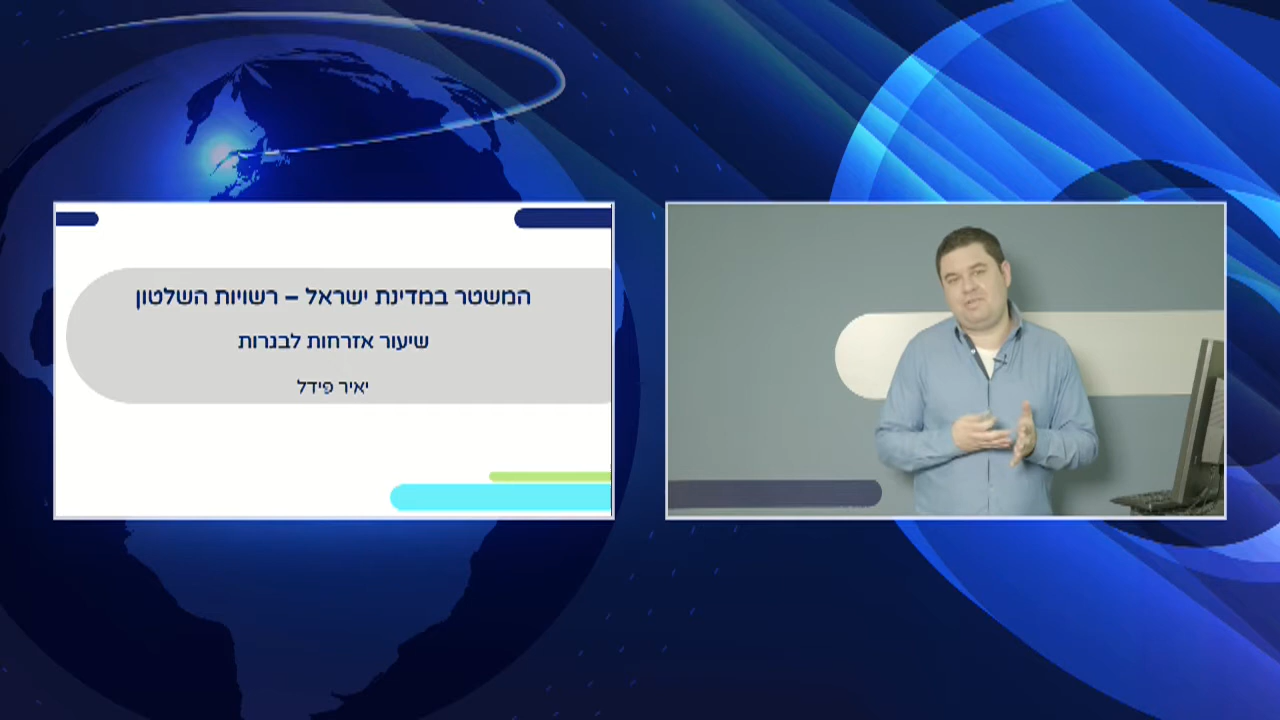 המשטר במדינת ישראל – רשויות השלטון
שיעור אזרחות לבגרות
יאיר פידל